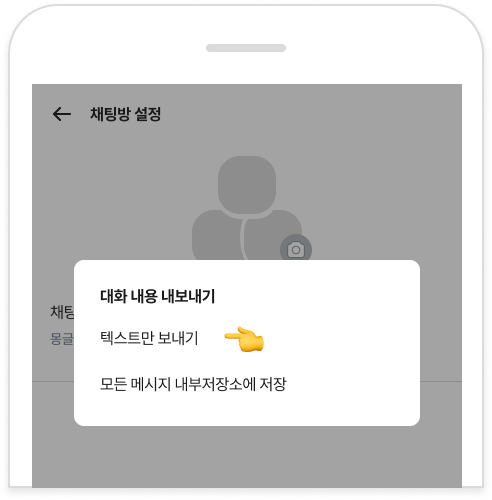 채팅방 설정
대화 내용 내보내기
채팅
텍스트만 보내기
몽글
모든 메시지 내부저장소에 저장